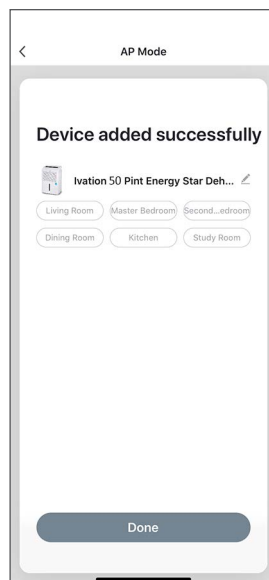 AP Mode
Device added successfully
Ivation 50 Pint Energy Star Deh...
Living Room Master Bedroom Second...edroom
Dining Room Kitchen Study Room
Done